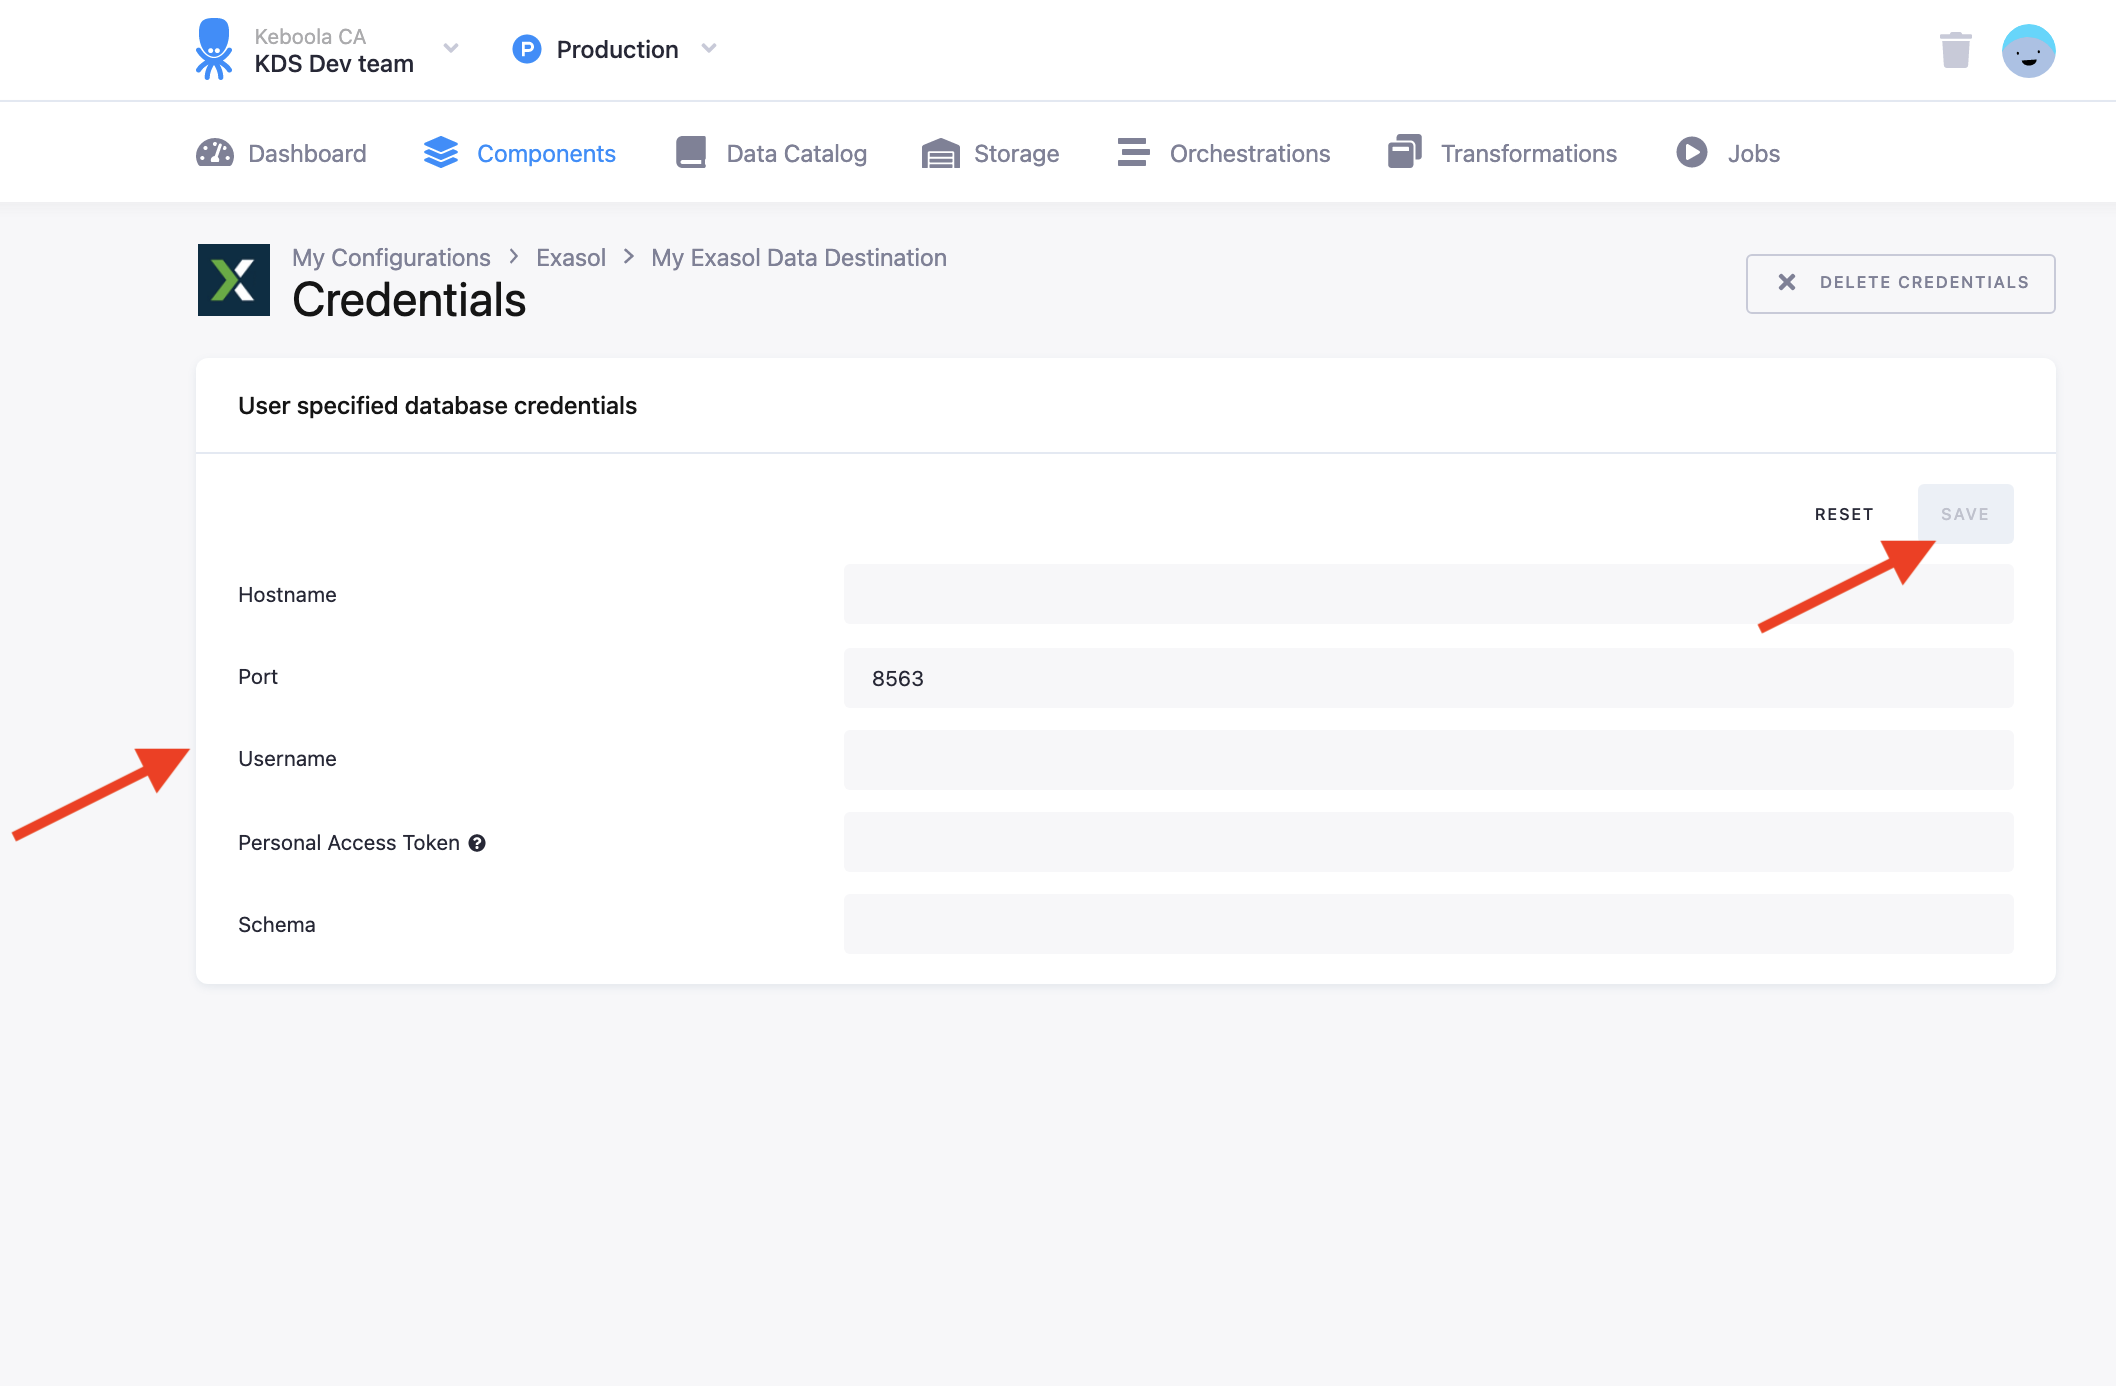 Keboola CA
KDS Dev team
P Production
Dashboard Components Data Catalog Storage Orchestrations Transformations Jobs
My Configurations > Exasol > My Exasol Data Destination
Credentials
DELETE CREDENTIALS
User specified database credentials
RESET SAVE
Hostname
Port 8563
Username
Personal Access Token ?
Schema